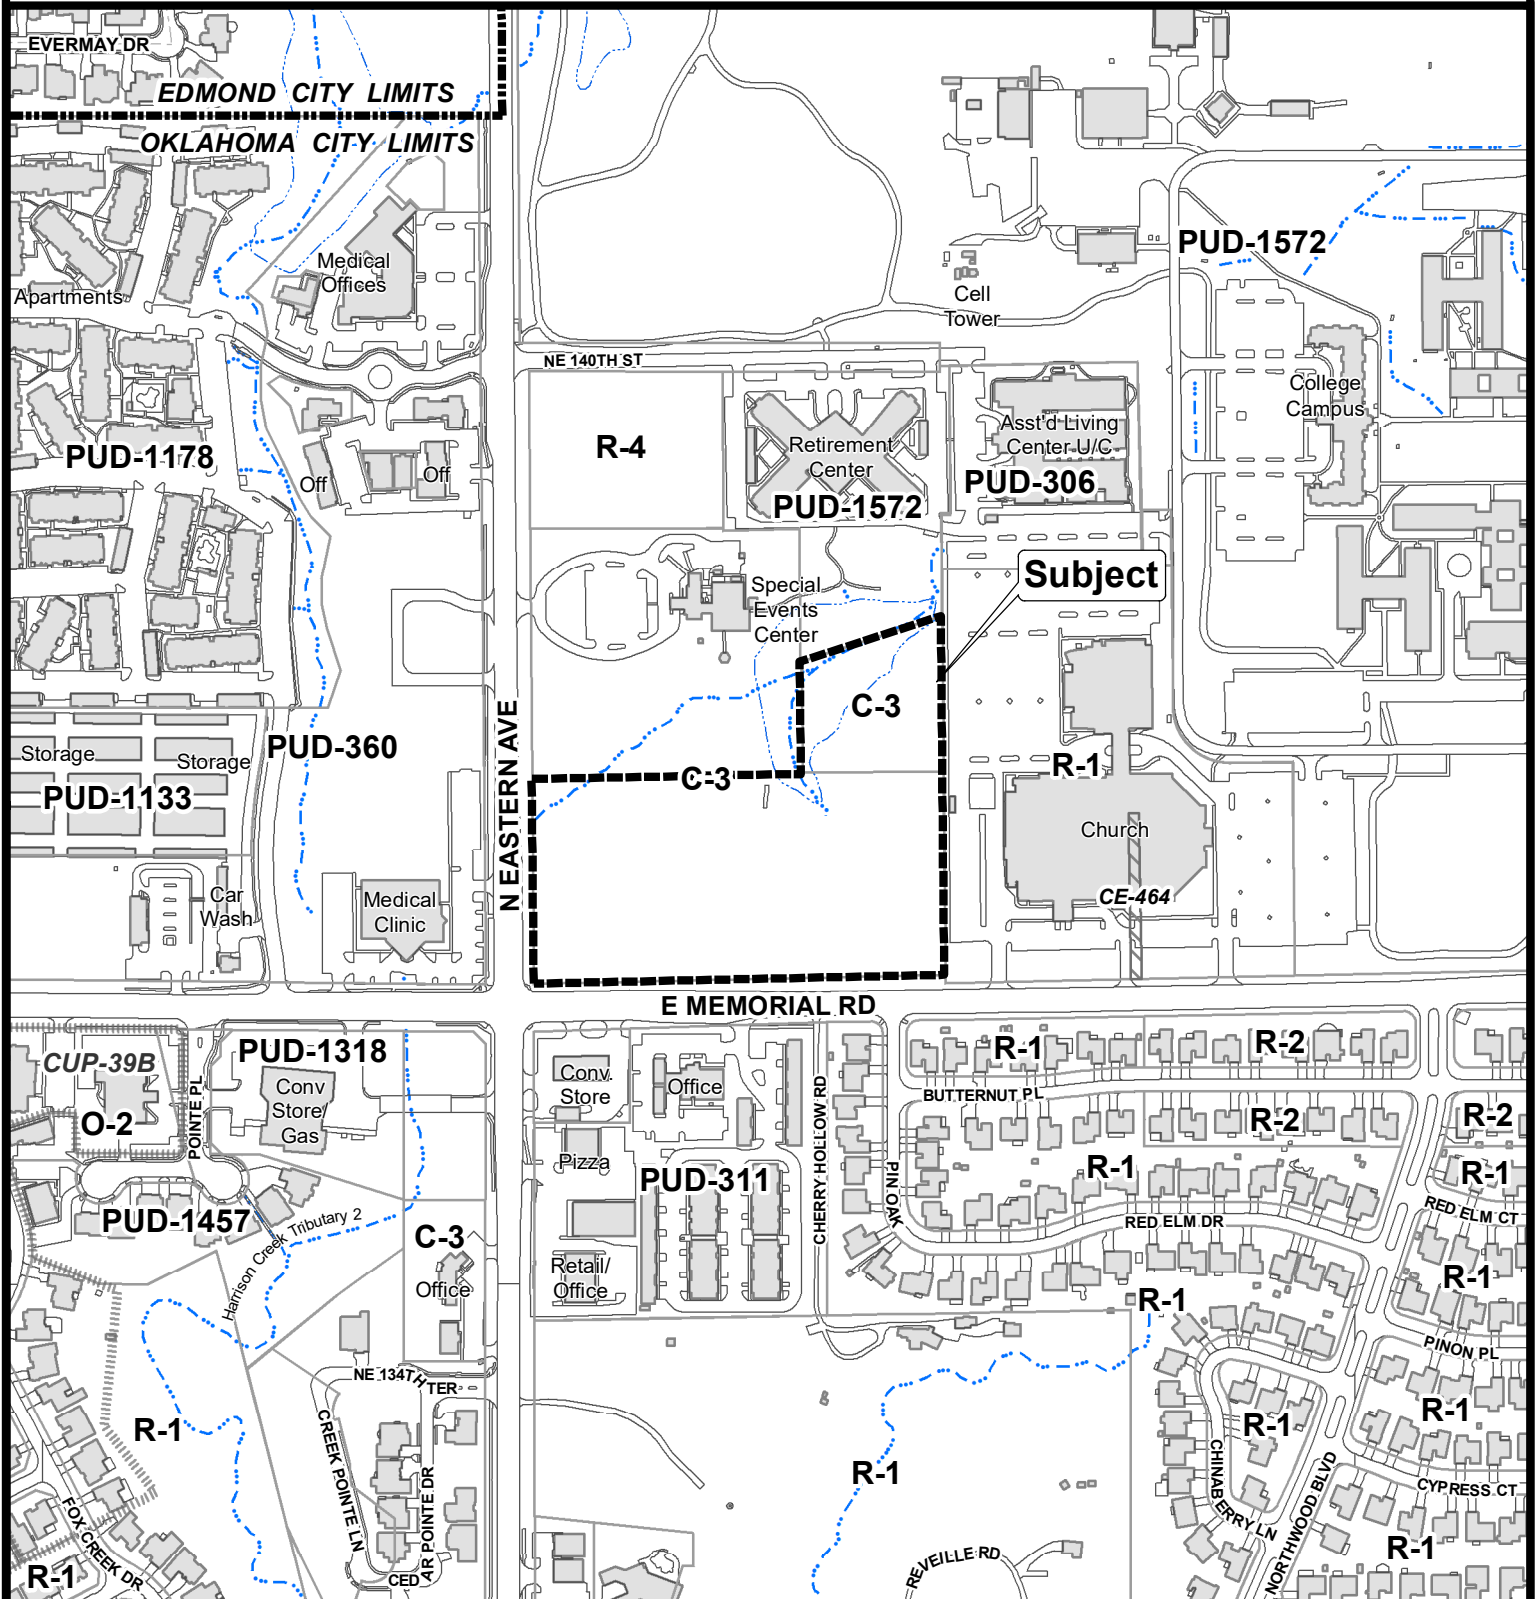 EVERMAY DR
EDMOND CITY LIMITS
OKLAHOMA CITY LIMITS
Medical
Offices
Apartments
PUD-1572
Cell
Tower
NE 140TH ST
College
Campus
R-4
Retirement
Center
PUD-1572
Asst'd Living
Center U/C
PUD-306
PUD-1178
Off
Off
Subject
Special
Events
Center
C-3
C-3
N EASTERN AVE
PUD-360
Storage
Storage
PUD-1133
R-1
Church
CE-464
Car
Wash
Medical
Clinic
E MEMORIAL RD
CUP-39B
O-2
POINTE PL
PUD-1318
Conv
Store/
Gas
PUD-1457
Harrison Creek Tributary 2
C-3
Office
Conv.
Store
Office
Pizza
PUD-311
Retail/
Office
CHERRY HOLLOW RD
PIN OAK
R-1
R-2
BUTTERNUT PL
R-2
R-2
R-1
R-1
RED ELM DR
RED ELM CT
R-1
R-1
PINON PL
NE 134TH TER
CREEK POINTE LN
CEDAR POINTE DR
R-1
R-1
R-1
R-1
CHINABERRY LN
NORTHWOOD BLVD
CYPRESS CT
R-1
FOX CREEK DR
R-1
REVEILLE RD